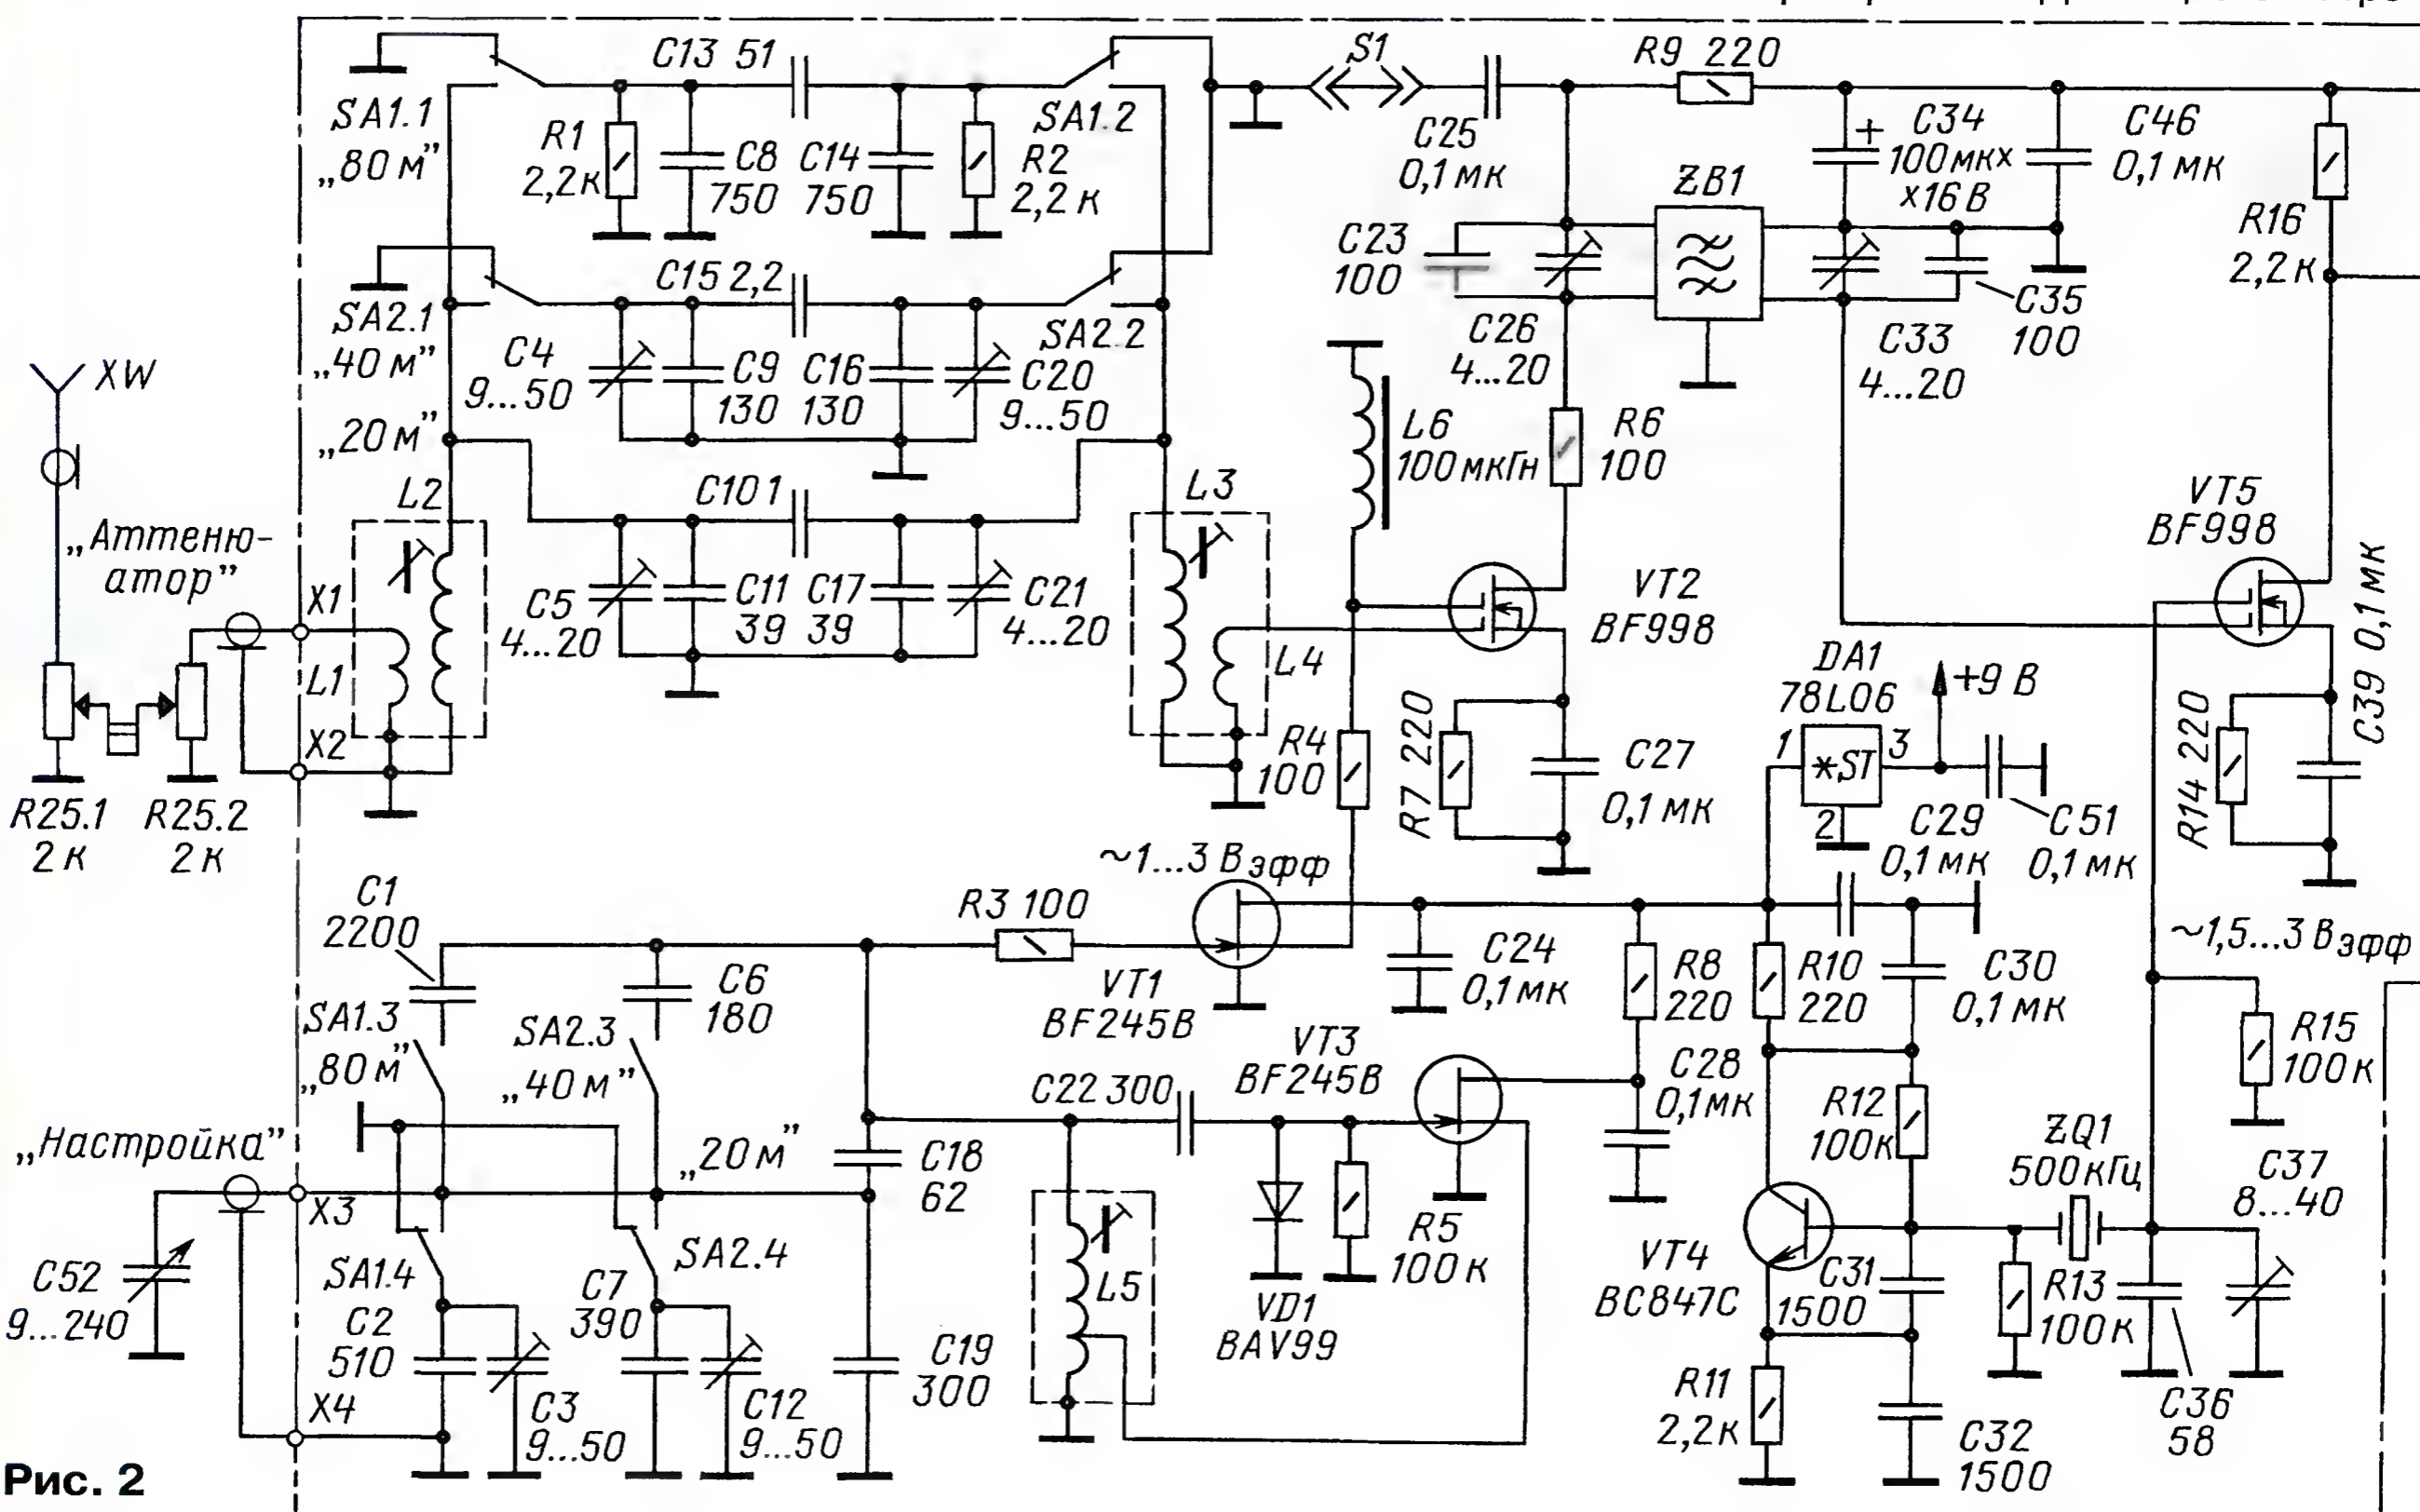 C13 51
S1
R9 220
SA1.1
„80 м”
R1
2,2к
C8
750
C14
750
SA1.2
R2
2,2 к
C25
0,1 мк
ZB1
+
C34
100мкх
х16 В
C46
0,1 мк
R16
2,2 к
C15 2,2
SA2.1
„40 м”
C4
9...50
C9
130
C16
130
SA2.2
C20
9...50
C23
100
C26
4...20
C33
4...20
C35
100
XW
„20 м”
L2
C10 1
L3
L6
100 мкГн
R6
100
VT5
BF998
„Аттеню-
атор”
X1
L1
X2
C5
4...20
C11
39
C17
39
C21
4...20
L4
VT2
BF998
R25.1
2 к
R25.2
2 к
R4
100
R7 220
C27
0,1 мк
DA1
78L06
+9 В
1
*ST
3
2
C29
0,1 мк
C51
0,1 мк
R14 220
C39 0,1 мк
~1...3 Вэфф
C1
2200
R3 100
VT1
BF245B
C24
0,1мк
R8
220
R10
220
C30
0,1 мк
~1,5...3 Вэфф
SA1.3
„80 м”
C6
180
SA2.3
„40 м”
C22 300
VT3
BF245B
C28
0,1мк
R12
100к
R15
100 к
„Настройка”
X3
„20 м”
C18
62
ZQ1
500кГц
C37
8...40
C52
9...240
SA1.4
C2
510
C7
390
SA2.4
L5
VD1
BAV99
R5
100 к
VT4
BC847C
C31
1500
R13
100 к
X4
C3
9...50
C12
9...50
C19
300
R11
2,2к
C32
1500
C36
58
Рис. 2